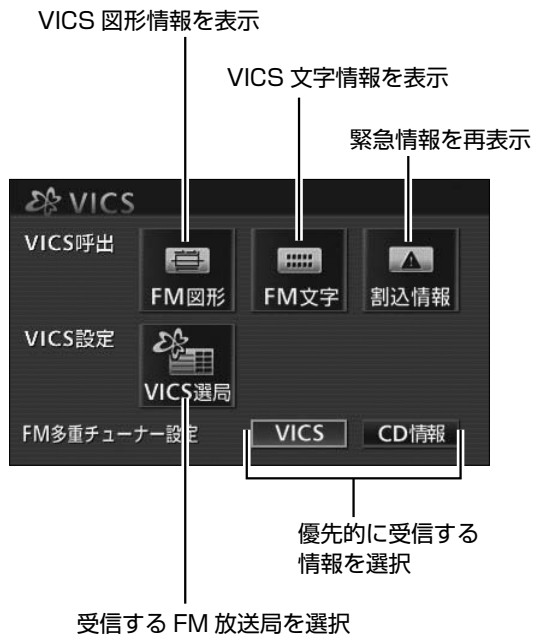 VICS 図形情報を表示
VICS 文字情報を表示
緊急情報を再表示
VICS
VICS呼出
FM図形 FM文字 割込情報
VICS設定
VICS選局
FM多重チューナー設定 VICS CD情報
優先的に受信する
情報を選択
受信する FM 放送局を選択